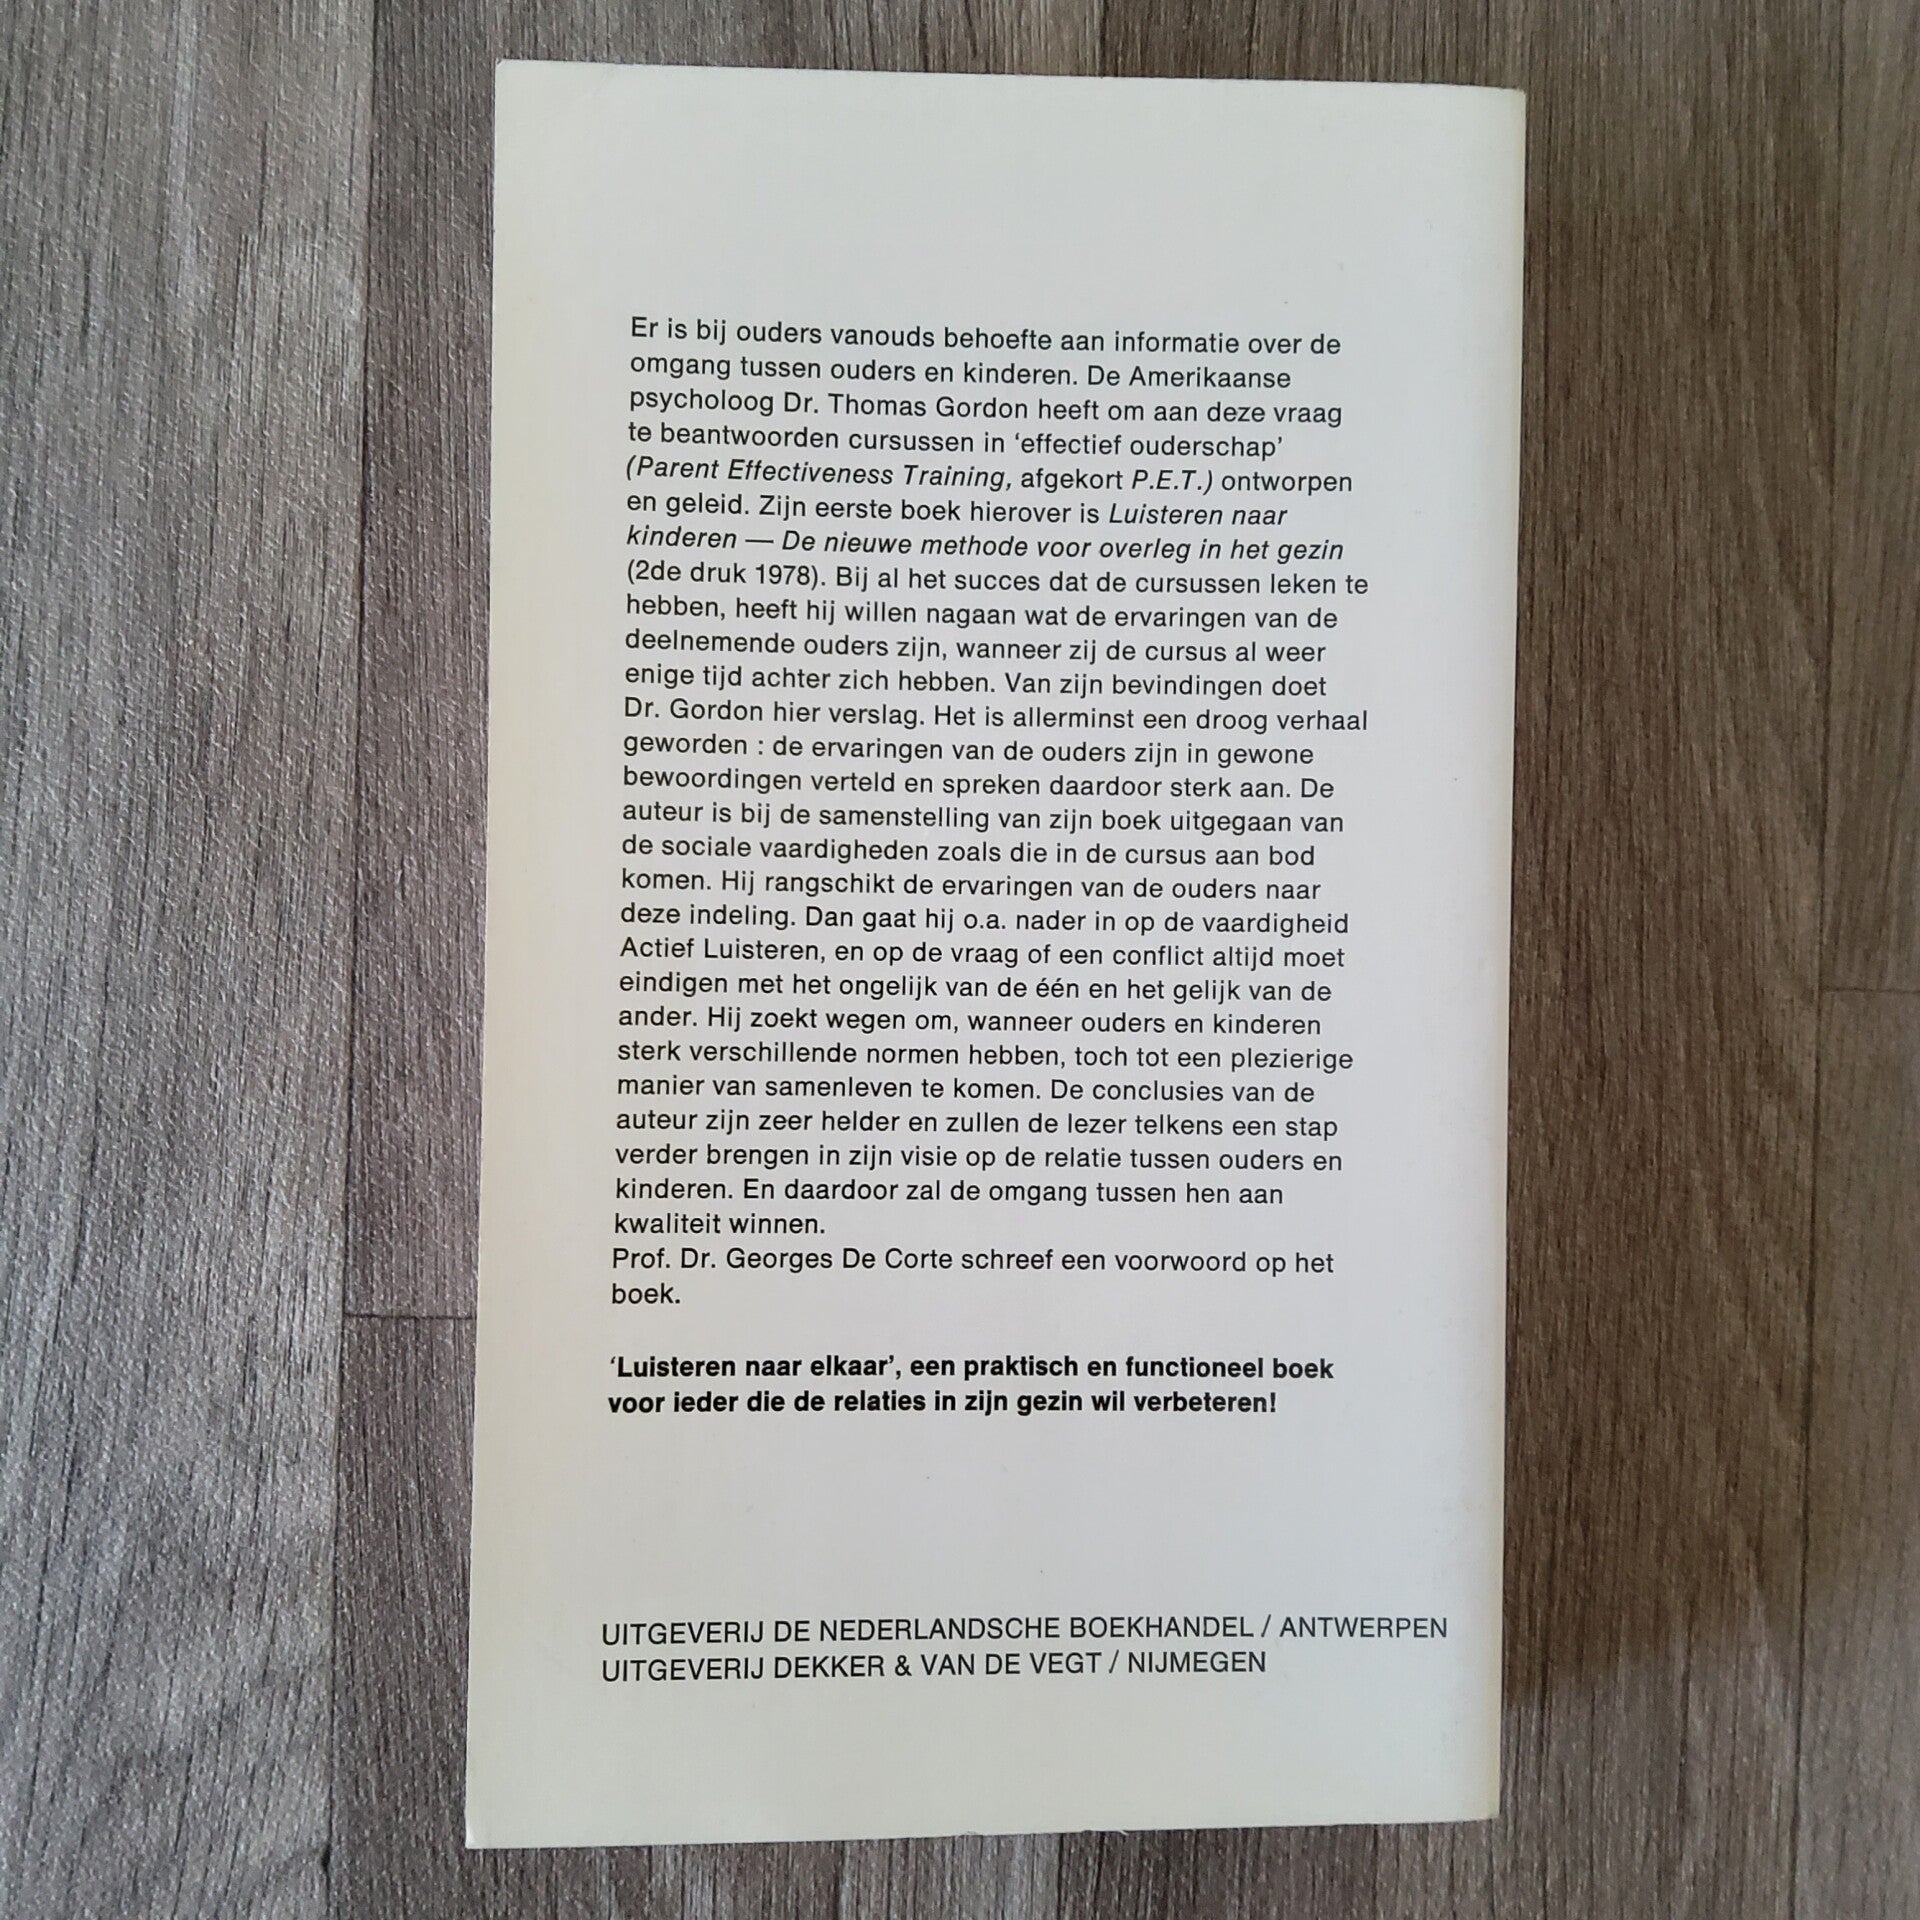 Er is bij ouders vanouds behoefte aan informatie over de
omgang tussen ouders en kinderen. De Amerikaanse
psycholoog Dr. Thomas Gordon heeft om aan deze vraag
te beantwoorden cursussen in ‘effectief ouderschap’
(Parent Effectiveness Training, afgekort P.E.T.) ontworpen
en geleid. Zijn eerste boek hierover is Luisteren naar
kinderen — De nieuwe methode voor overleg in het gezin
(2de druk 1978). Bij al het succes dat de cursussen leken te
hebben, heeft hij willen nagaan wat de ervaringen van de
deelnemende ouders zijn, wanneer zij de cursus al weer
enige tijd achter zich hebben. Van zijn bevindingen doet
Dr. Gordon hier verslag. Het is allerminst een droog verhaal
geworden : de ervaringen van de ouders zijn in gewone
bewoordingen verteld en spreken daardoor sterk aan. De
auteur is bij de samenstelling van zijn boek uitgegaan van
de sociale vaardigheden zoals die in de cursus aan bod
komen. Hij rangschikt de ervaringen van de ouders naar
deze indeling. Dan gaat hij o.a. nader in op de vaardigheid
Actief Luisteren, en op de vraag of een conflict altijd moet
eindigen met het ongelijk van de één en het gelijk van de
ander. Hij zoekt wegen om, wanneer ouders en kinderen
sterk verschillende normen hebben, toch tot een plezierige
manier van samenleven te komen. De conclusies van de
auteur zijn zeer helder en zullen de lezer telkens een stap
verder brengen in zijn visie op de relatie tussen ouders en
kinderen. En daardoor zal de omgang tussen hen aan
kwaliteit winnen.
Prof. Dr. Georges De Corte schreef een voorwoord op het
boek.
‘Luisteren naar elkaar’, een praktisch en functioneel boek
voor ieder die de relaties in zijn gezin wil verbeteren!
UITGEVERIJ DE NEDERLANDSCHE BOEKHANDEL / ANTWERPEN
UITGEVERIJ DEKKER & VAN DE VEGT / NIJMEGEN